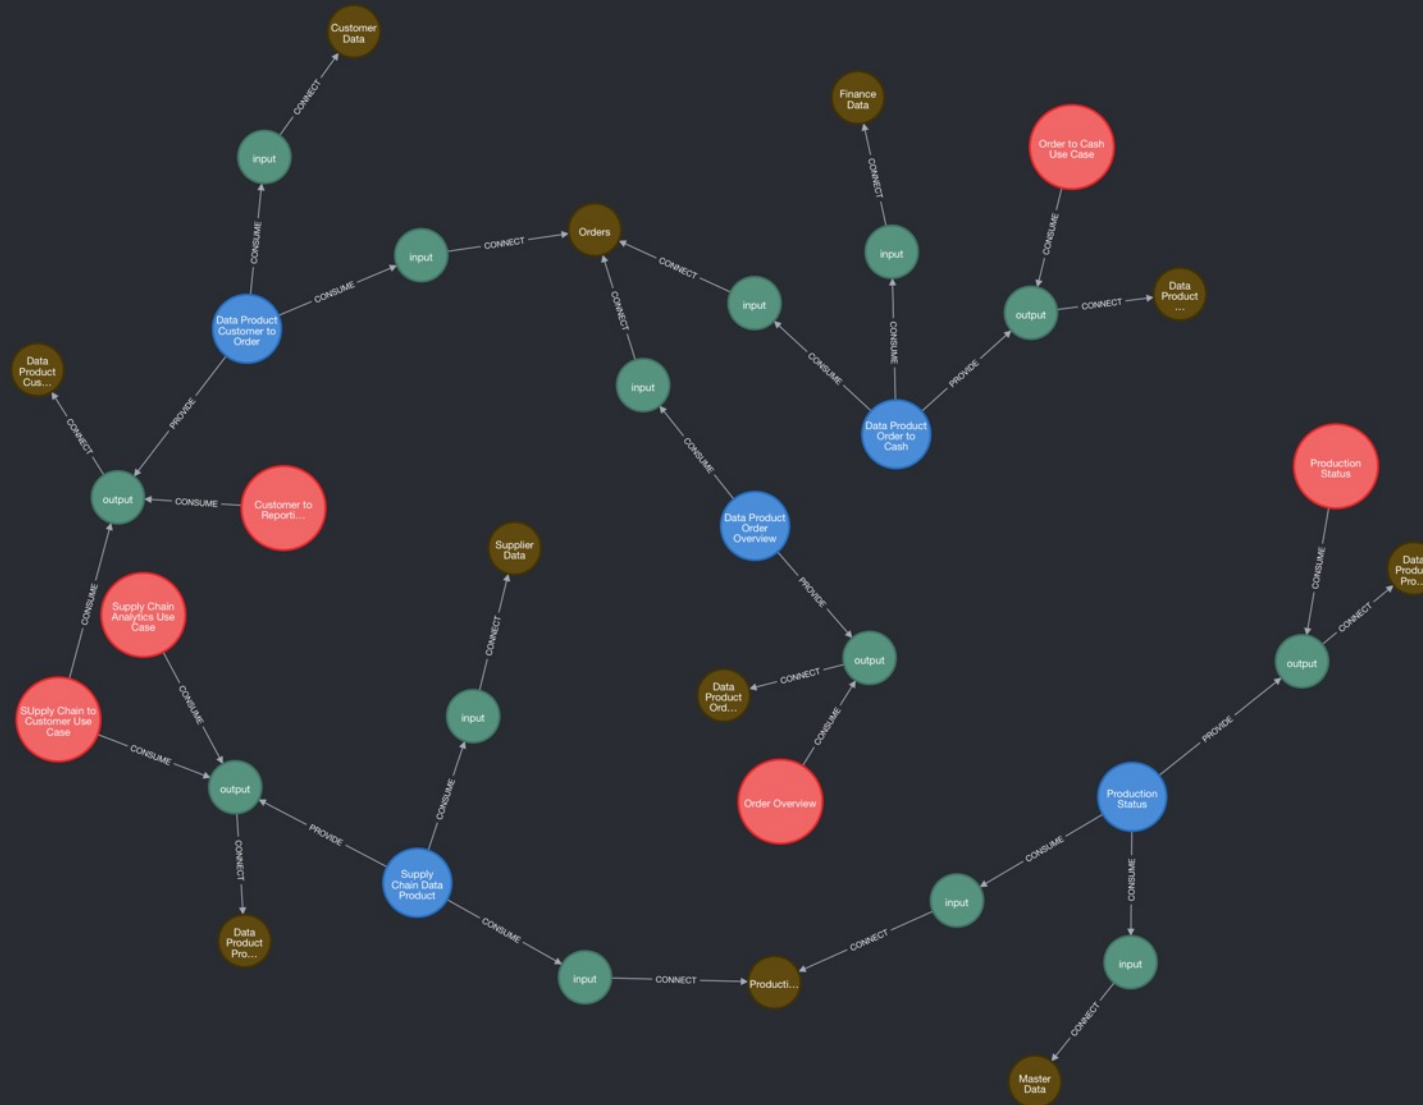 Customer
Data
CONNECT
input
CONSUME
Finance
Data
CONNECT
Order to Cash
Use Case
CONSUME
Orders
CONNECT
input
CONSUME
CONNECT
input
CONNECT
input
CONSUME
output
CONNECT
Data
Product
...
Data Product
Customer to
Order
CONNECT
input
CONSUME
CONSUME
PROVIDE
Data Product
Order to
Cash
Data
Product
Cus...
CONNECT
PROVIDE
output
CONSUME
Customer to
Reporti...
CONSUME
Data Product
Order
Overview
PROVIDE
Production
Status
CONSUME
Data
Produ
Pro...
CONNECT
output
PROVIDE
Supplier
Data
CONNECT
input
CONSUME
Supply Chain
Analytics Use
Case
CONSUME
CONSUME
SUpply Chain to
Customer Use
Case
CONSUME
output
CONNECT
Data
Product
Pro...
PROVIDE
Supply
Chain Data
Product
output
CONNECT
Data
Product
Ord...
CONSUME
Order Overview
Production
Status
CONSUME
input
CONNECT
CONSUME
input
CONNECT
Producti...
CONSUME
input
CONNECT
Master
Data